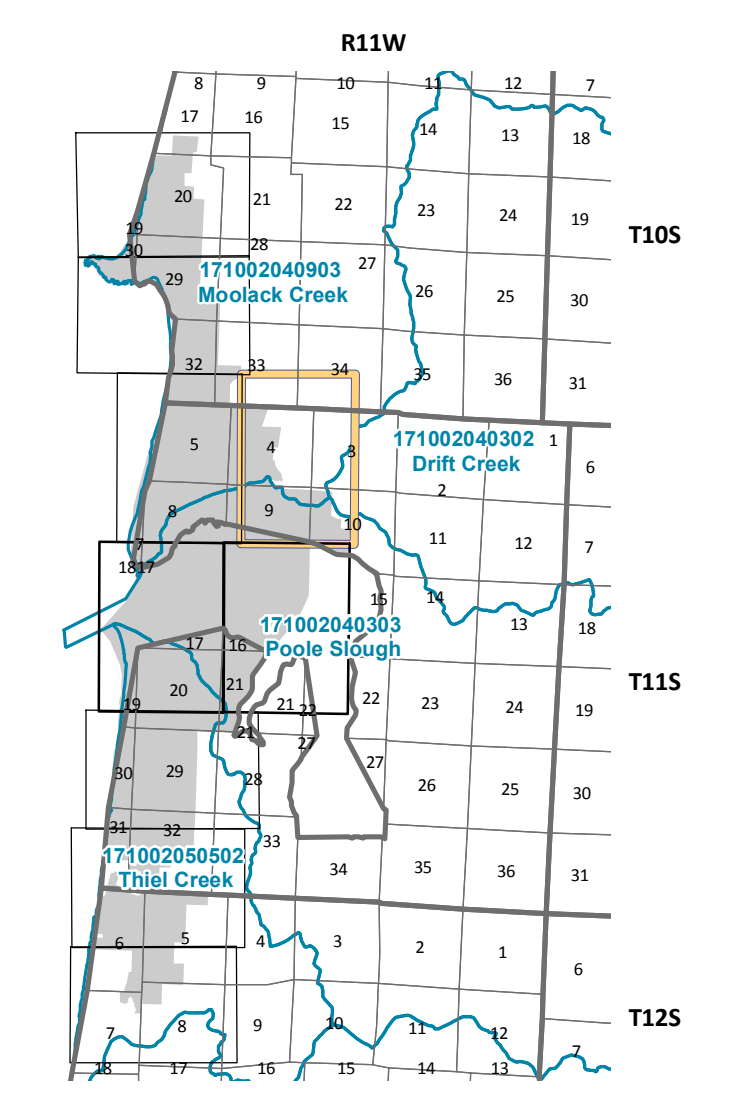 R11W
8 9 10 11 12 7
17 16 15 14 13 18
20 21 22 23 24 19
T10S
19 28
30 27
29 26 25 30
171002040903
Moolack Creek
32 33 34 35 36 31
171002040302
Drift Creek
5 4 3 1 6
2
8 9 10 11 12 7
7
1817 15 14 13 18
171002040303
Poole Slough
17 16
T11S
20 21 21 22 22 23 24 19
19
21 27 27
30 29 28 26 25 30
31 32 33
34 35 36 31
171002050502
Thiel Creek
6 5 4 3 2 1 6
T12S
7 8 9 10 11 12 7
18 17 16 15 14 13